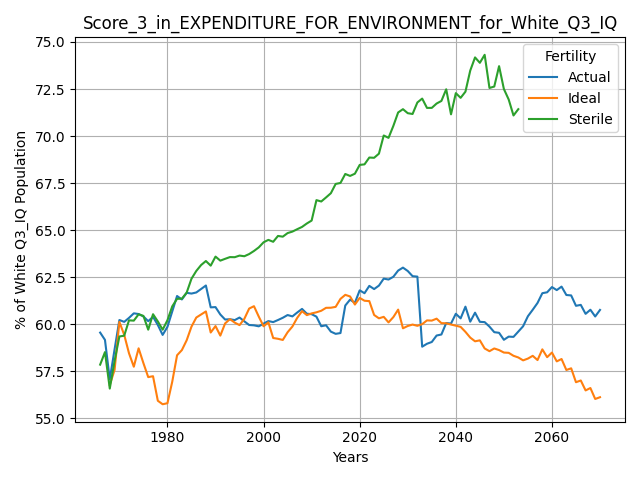 Score_3_in_EXPENDITURE_FOR_ENVIRONMENT_for_White_Q3_IQ
% of White Q3_IQ Population
75.0
72.5
70.0
67.5
65.0
62.5
60.0
57.5
55.0
Fertility
Actual
Ideal
Sterile
1980
2000
2020
2040
2060
Years